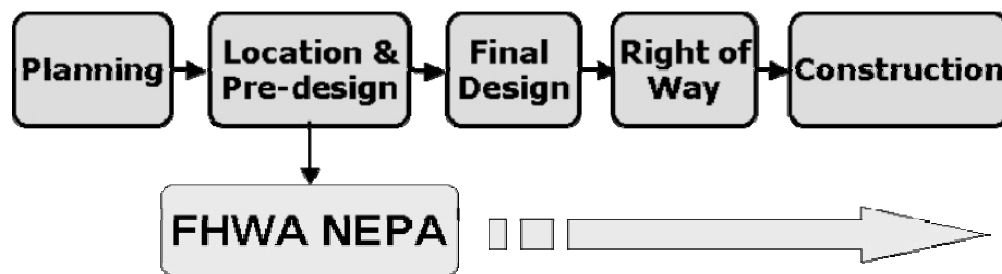 Planning
Location &
Pre-design
Final
Design
Right of
Way
Construction
FHWA NEPA